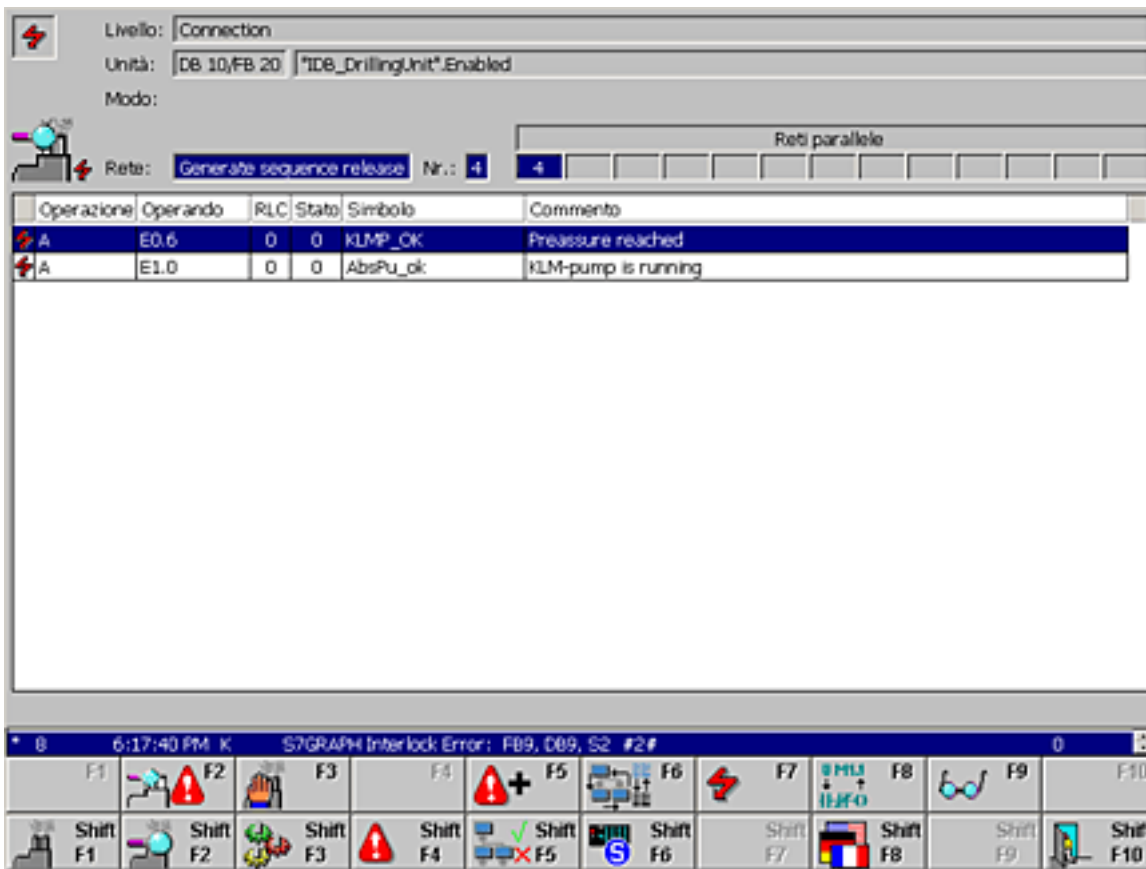 Livello: Connection
Unità: DB 10/FB 20 "IDB_DrillingUnit".Enabled
Modo:
Reti parallele
Rete: Generate sequence release Nr.: 4 4
Operazione Operando RLC Stato Simbolo Commento
A E0.6 0 0 KLMP_OK Preassure reached
A E1.0 0 0 AbsPu_ok KLM-pump is running
* 8 6:17:40 PM K S7GRAPH Interlock Error: FB9, DB9, S2 #2# 0
F1 F2 F3 F4 F5 F6 F7 F8 F9 F10
Shift Shift Shift Shift Shift Shift Shift Shift Shift
F1 F2 F3 F4 F5 F6 F7 F8 F9 F10